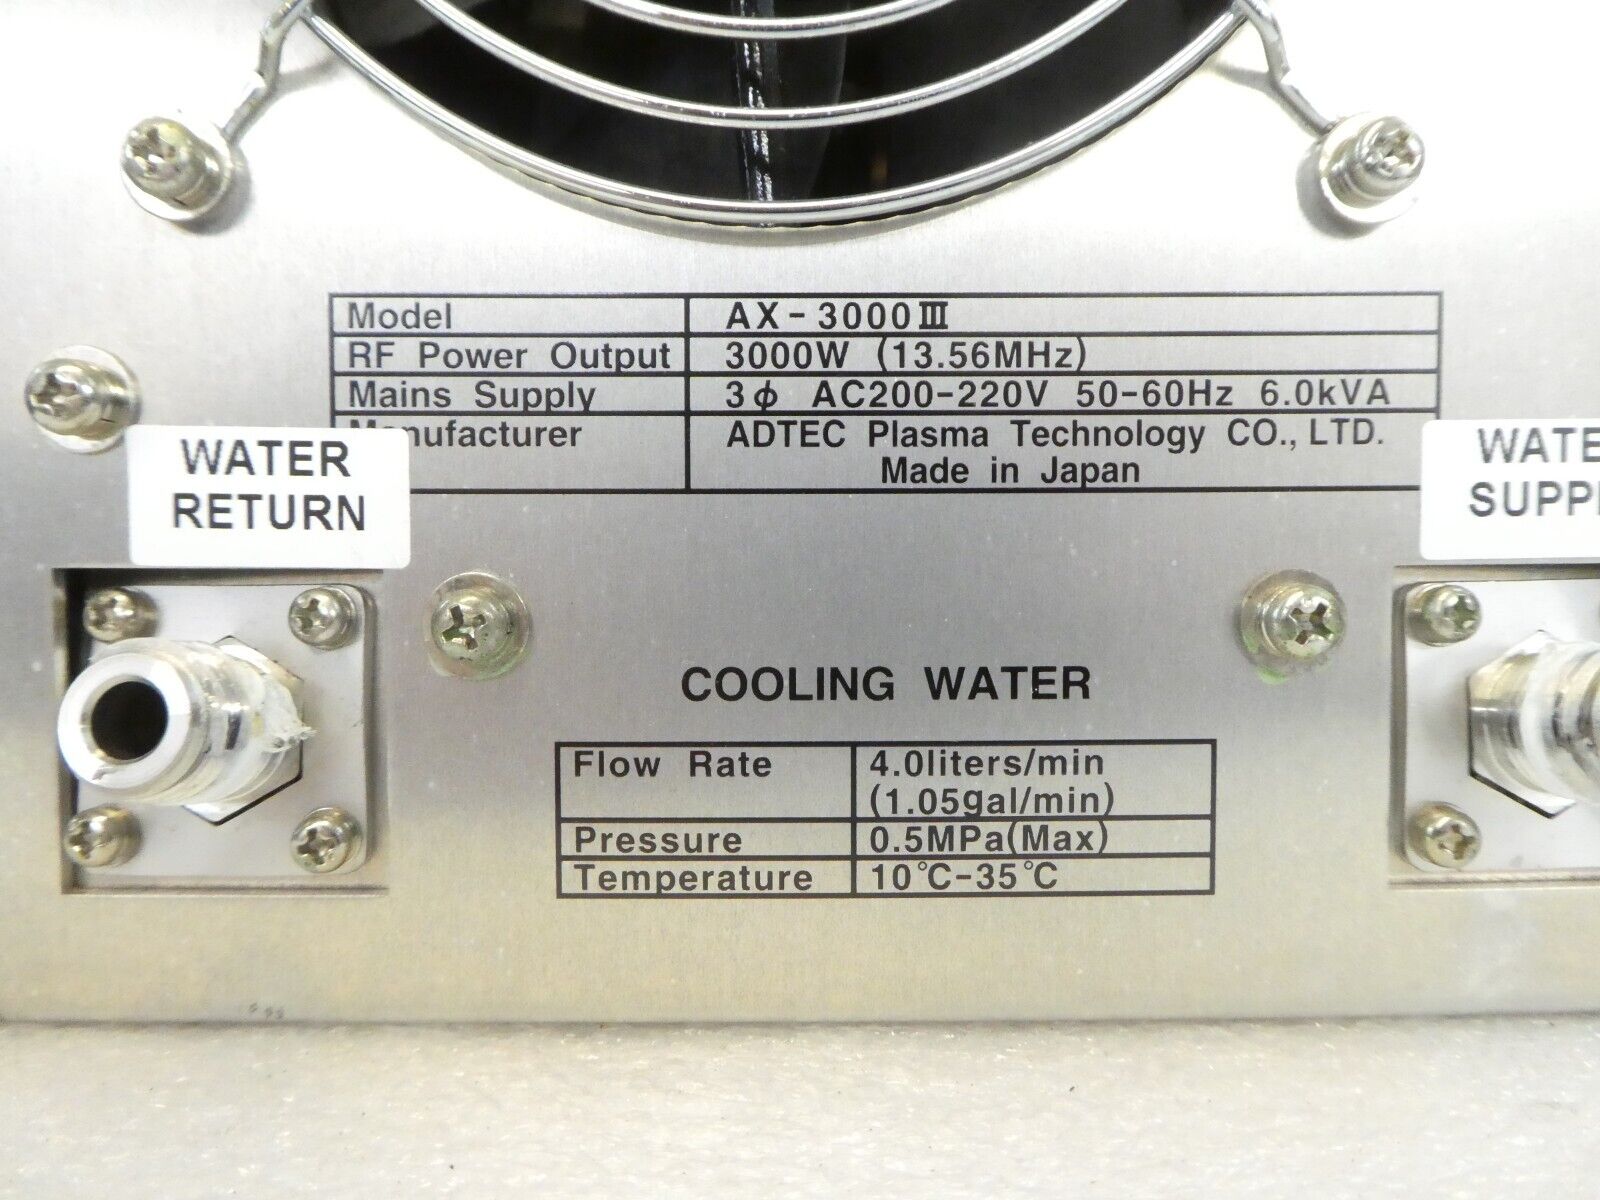 Model AX-3000III
RF Power Output 3000W (13.56MHz)
Mains Supply 3φ AC200-220V 50-60Hz 6.0kVA
ADTEC Plasma Technology CO., LTD.
Made in Japan
WATER
RETURN
SUPPLY
COOLING WATER
Flow Rate 4.0liters/min
(1.05gal/min)
Pressure 0.5MPa(Max)
Temperature 10°C-35°C